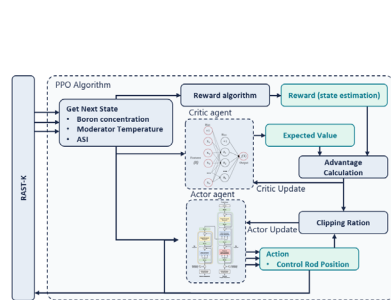 PPO Algorithm
RAST-K
Get Next State
• Boron concentration
• Moderator Temperature
• ASI
Reward algorithm
Reward (state estimation)
Critic agent
Expected Value
Advantage
Calculation
Critic Update
Actor agent
Clipping Ration
Actor Update
Action
• Control Rod Position